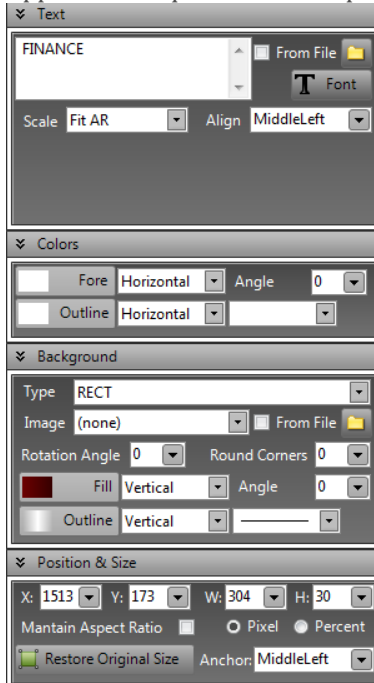 Text
FINANCE
From File
T Font
Scale Fit AR Align MiddleLeft
Colors
Fore Horizontal Angle 0
Outline Horizontal
Background
Type RECT
Image (none) From File
Rotation Angle 0 Round Corners 0
Fill Vertical Angle 0
Outline Vertical
Position & Size
X: 1513 Y: 173 W: 304 H: 30
Mantain Aspect Ratio Pixel Percent
Restore Original Size Anchor: MiddleLeft